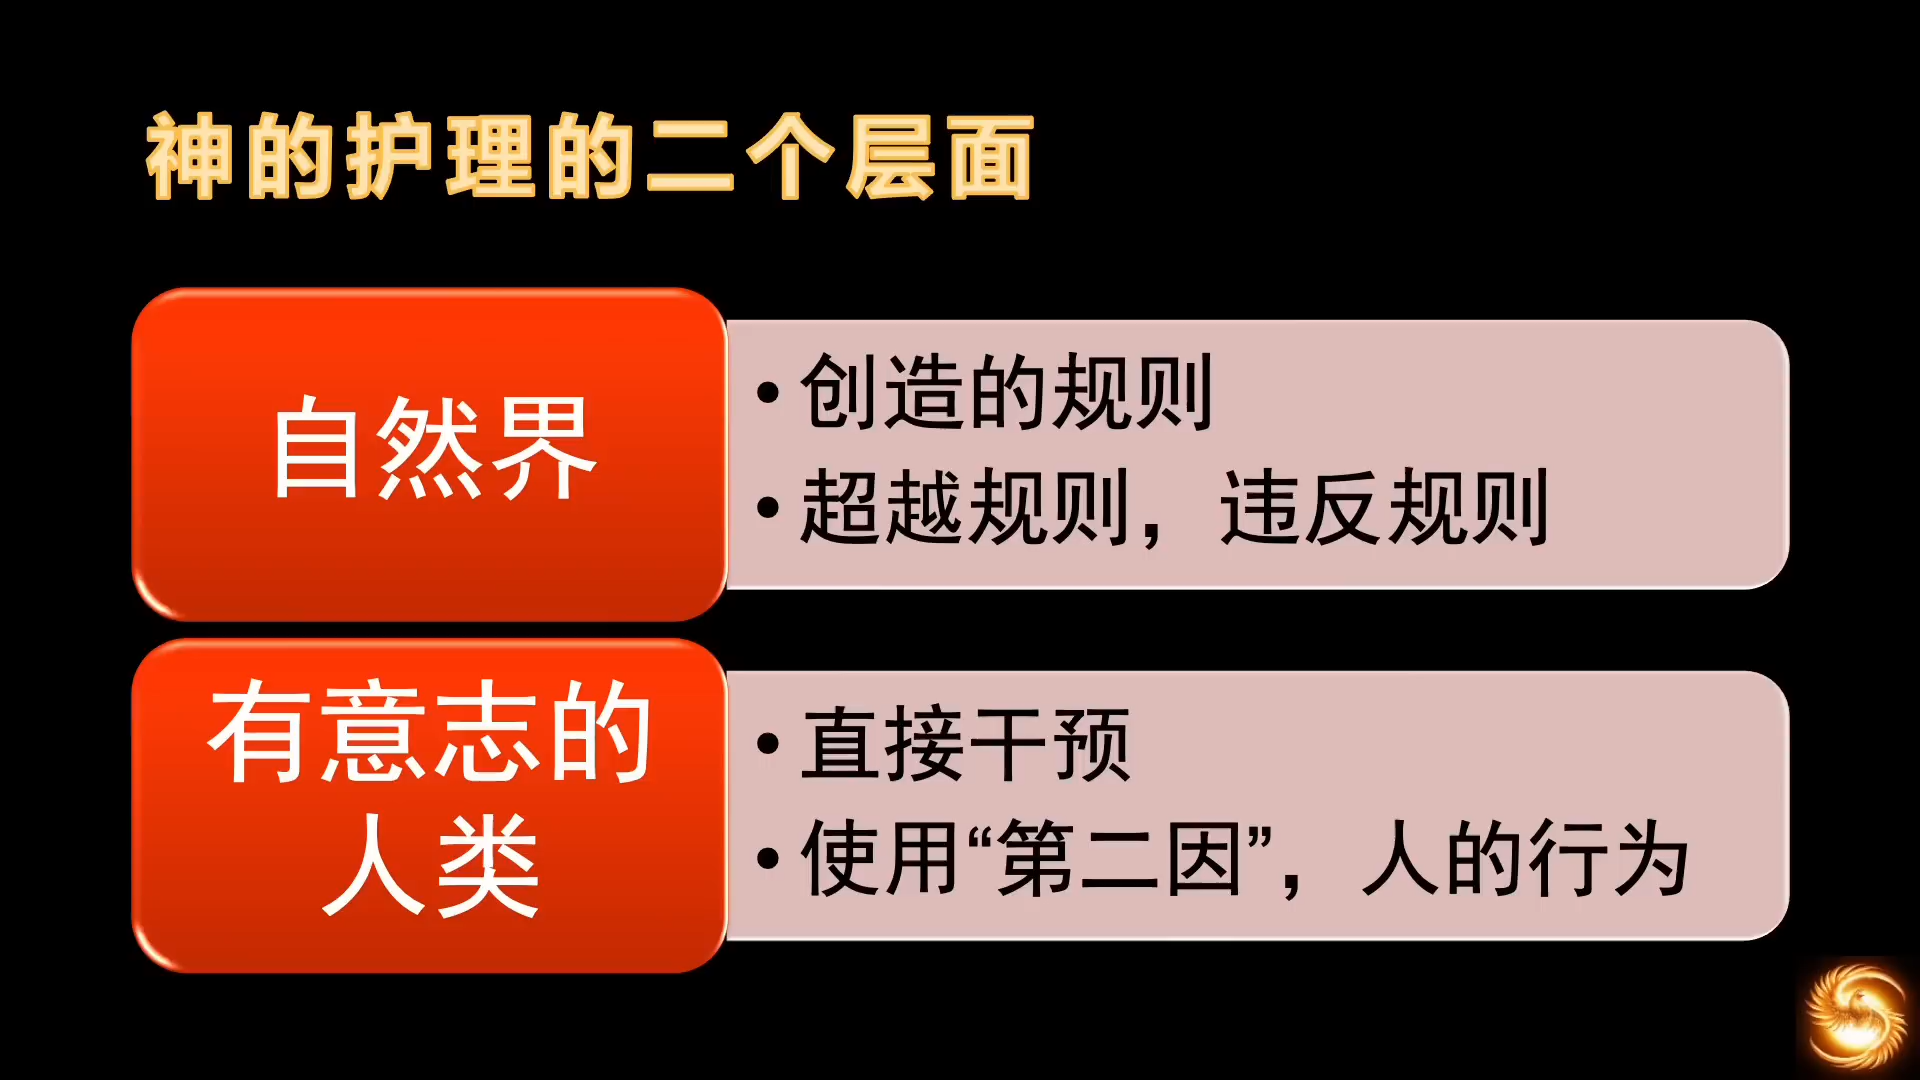 神的护理的二个层面
自然界
• 创造的规则
• 超越规则，违反规则
有意志的
人类
• 直接干预
• 使用“第二因”，人的行为